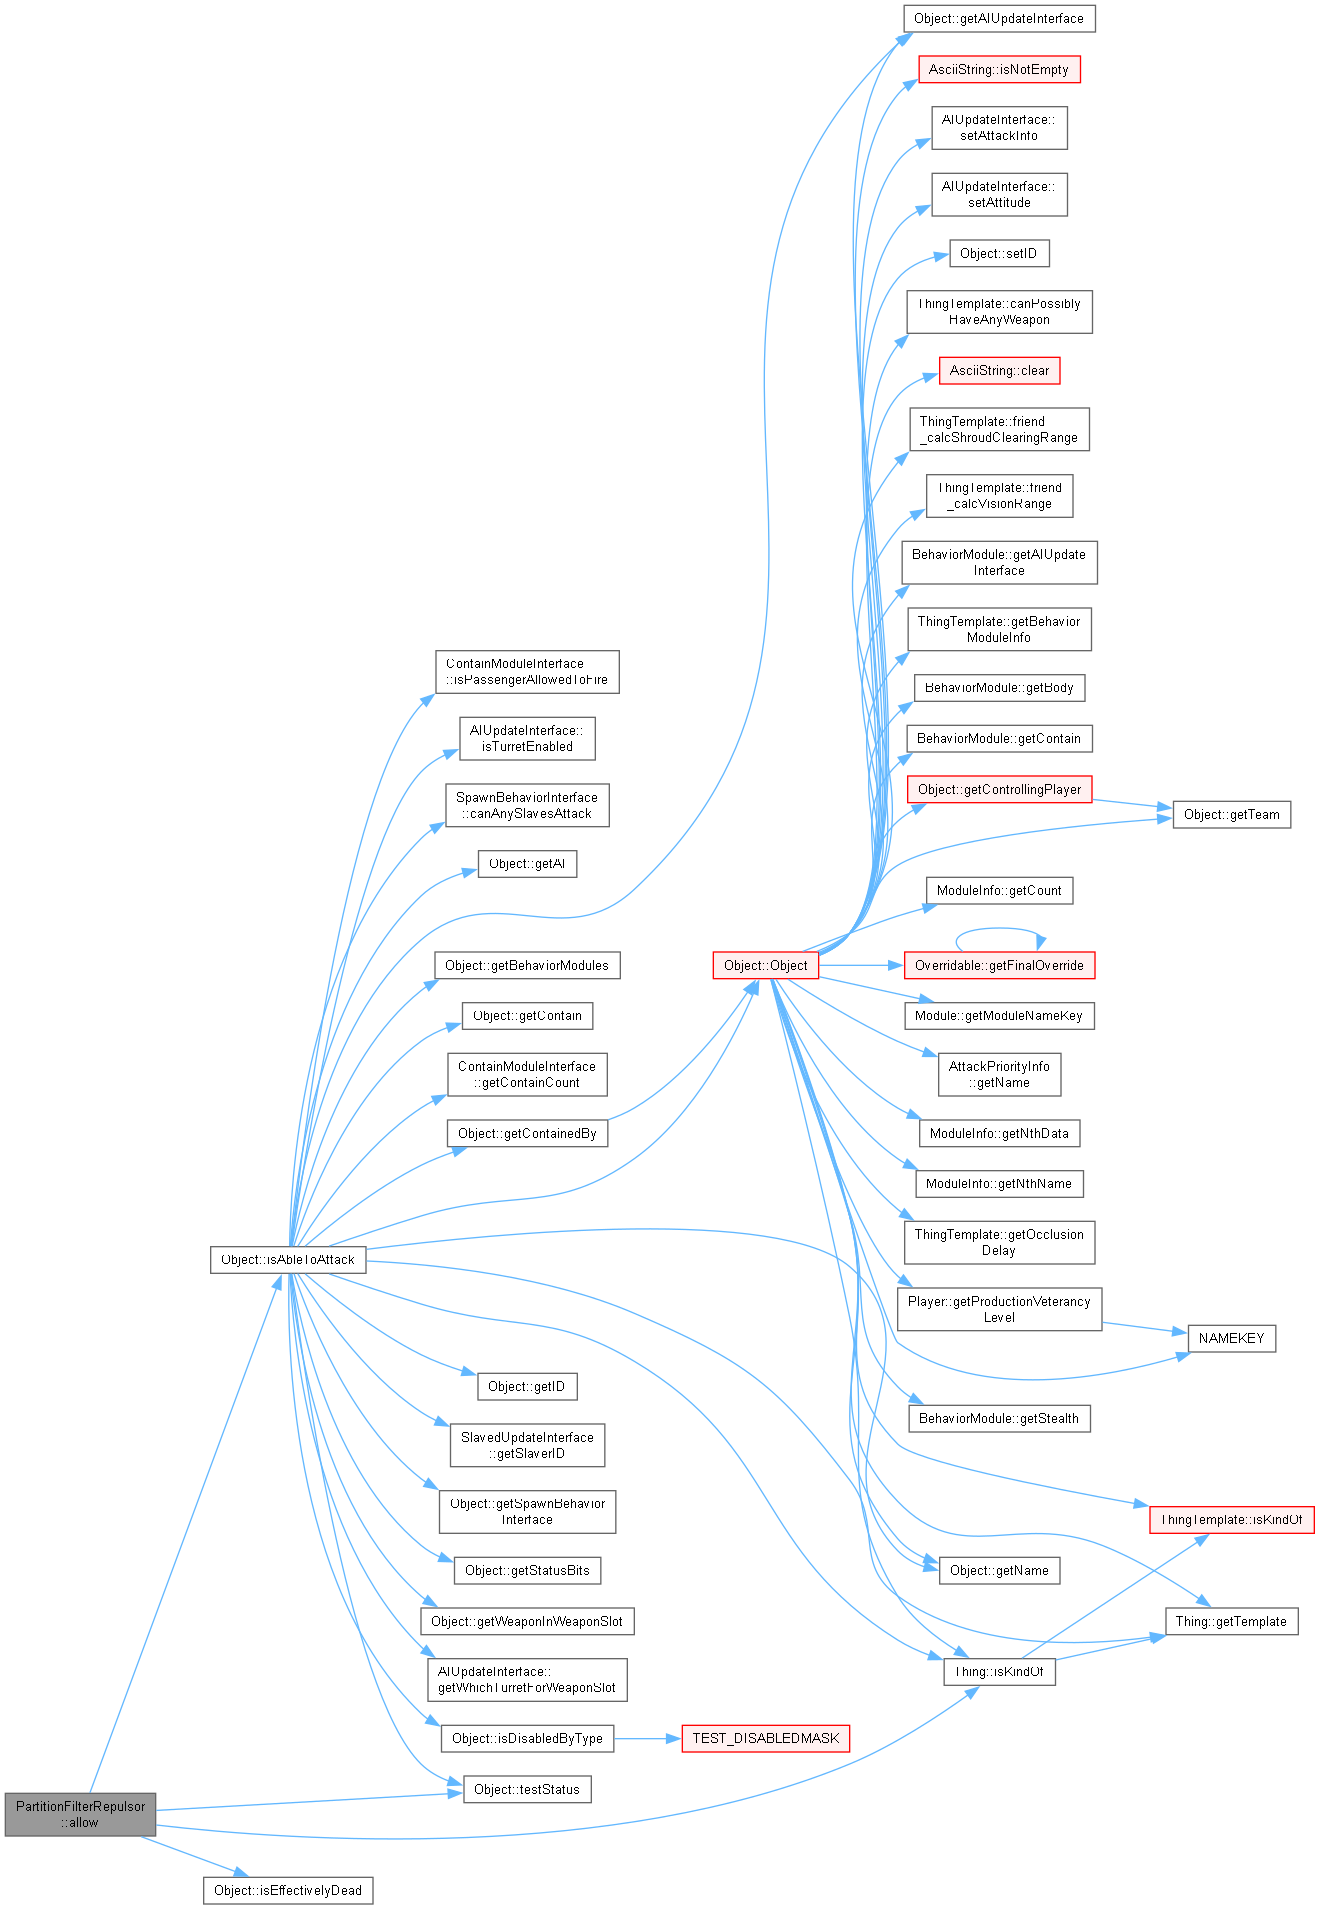 Object::getAIUpdateInterface
AsciiString::isNotEmpty
AIUpdateInterface::
setAttackInfo
AIUpdateInterface::
setAttitude
Object::setID
ThingTemplate::canPossibly
HaveAnyWeapon
AsciiString::clear
ThingTemplate::friend
_calcShroudClearingRange
ThingTemplate::friend
_calcVisionRange
BehaviorModule::getAIUpdate
Interface
ThingTemplate::getBehavior
ModuleInfo
BehaviorModule::getBody
BehaviorModule::getContain
Object::getControllingPlayer
Object::getTeam
ContainModuleInterface
::isPassengerAllowedToFire
AIUpdateInterface::
isTurretEnabled
SpawnBehaviorInterface
::canAnySlavesAttack
Object::getAI
Object::getBehaviorModules
Object::getContain
ContainModuleInterface
::getContainCount
Object::getContainedBy
Object::Object
ModuleInfo::getCount
Overridable::getFinalOverride
Module::getModuleNameKey
AttackPriorityInfo
::getName
ModuleInfo::getNthData
ModuleInfo::getNthName
ThingTemplate::getOcclusion
Delay
Player::getProductionVeterancy
Level
NAMEKEY
BehaviorModule::getStealth
ThingTemplate::isKindOf
Object::getName
Thing::getTemplate
Thing::isKindOf
Object::isAbleToAttack
Object::getID
SlavedUpdateInterface
::getSlaverID
Object::getSpawnBehavior
Interface
Object::getStatusBits
Object::getWeaponInWeaponSlot
AIUpdateInterface::
getWhichTurretForWeaponSlot
Object::isDisabledByType
TEST_DISABLEDMASK
Object::testStatus
PartitionFilterRepulsor
::allow
Object::isEffectivelyDead